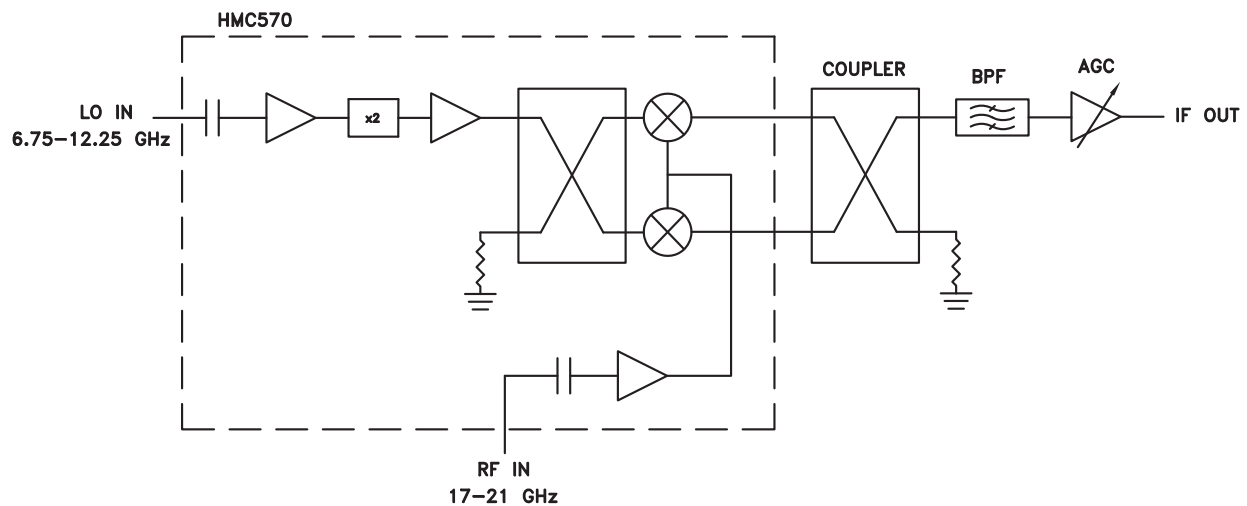 HMC570
COUPLER
BPF
AGC
LO IN
6.75–12.25 GHz
x2
IF OUT
RF IN
17–21 GHz